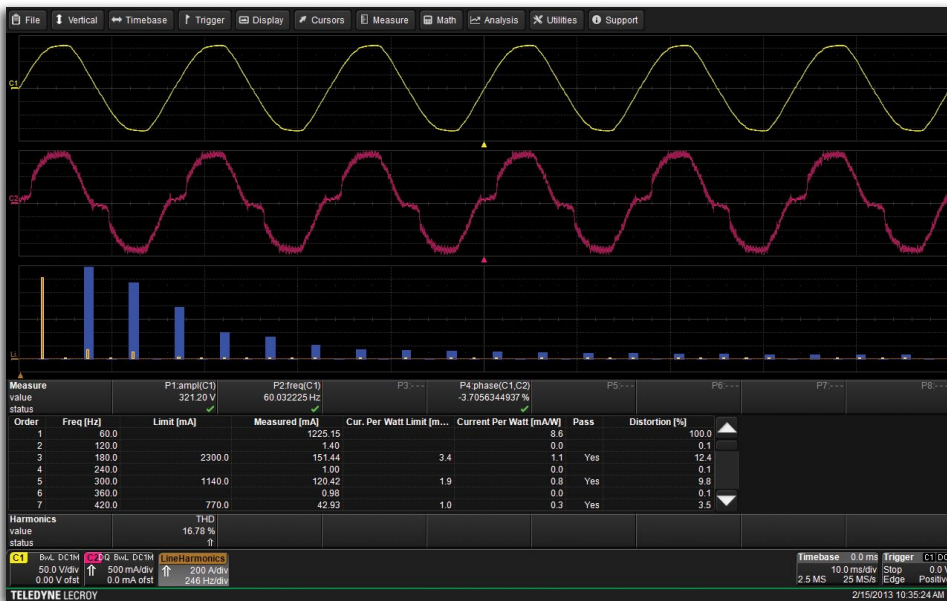 File Vertical Timebase Trigger Display Cursors Measure Math Analysis Utilities Support
C1
C2
Li
Measure P1:ampl(C1) P2:freq(C1) P3:--- P4:phase(C1,C2) P5:--- P6:--- P7:--- P8:---
value 321.20 V 60.032225 Hz -3.7056344937 %
status
Order Freq [Hz] Limit [mA] Measured [mA] Cur. Per Watt Limit [m... Current Per Watt [mA/W] Pass Distortion [%]
1 60.0 1225.15 8.6 100.0
2 120.0 1.40 0.0 0.1
3 180.0 2300.0 151.44 3.4 1.1 Yes 12.4
4 240.0 1.00 0.0 0.1
5 300.0 1140.0 120.42 1.9 0.8 Yes 9.8
6 360.0 0.98 0.0 0.1
7 420.0 770.0 42.93 1.0 0.3 Yes 3.5
Harmonics THD
value 16.78 %
status
C1 BwL DC1M C2 DQ BwL DC1M LineHarmonics Timebase 0.0 ms Trigger C1 DC
50.0 V/div 500 mA/div 200 A/div 10.0 ms/div Stop 0.0 V
0.00 V ofst 0.0 mA ofst 246 Hz/div 2.5 MS 25 MS/s Edge Positive
TELEDYNE LECROY 2/15/2013 10:35:24 AM